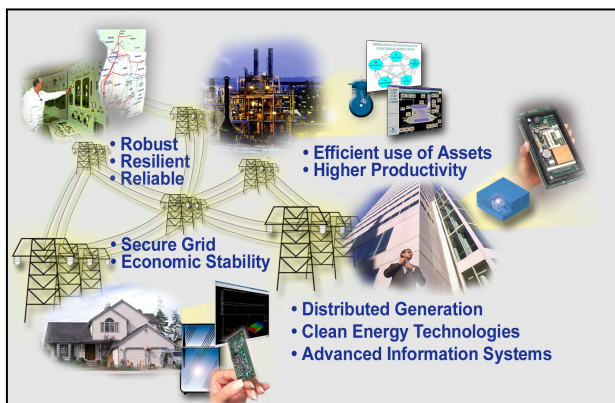 • Robust
• Resilient
• Reliable
• Efficient use of Assets
• Higher Productivity
• Secure Grid
• Economic Stability
• Distributed Generation
• Clean Energy Technologies
• Advanced Information Systems